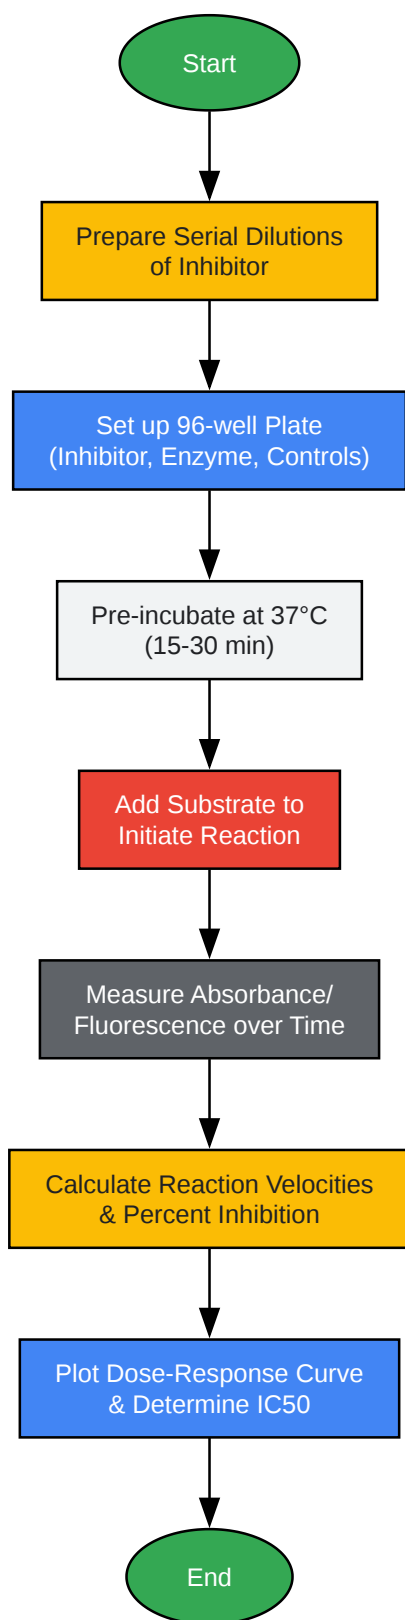 Start
Prepare Serial Dilutions
of Inhibitor
Set up 96-well Plate
(Inhibitor, Enzyme, Controls)
Pre-incubate at 37°C
(15-30 min)
Add Substrate to
Initiate Reaction
Measure Absorbance/
Fluorescence over Time
Calculate Reaction Velocities
& Percent Inhibition
Plot Dose-Response Curve
& Determine IC50
End